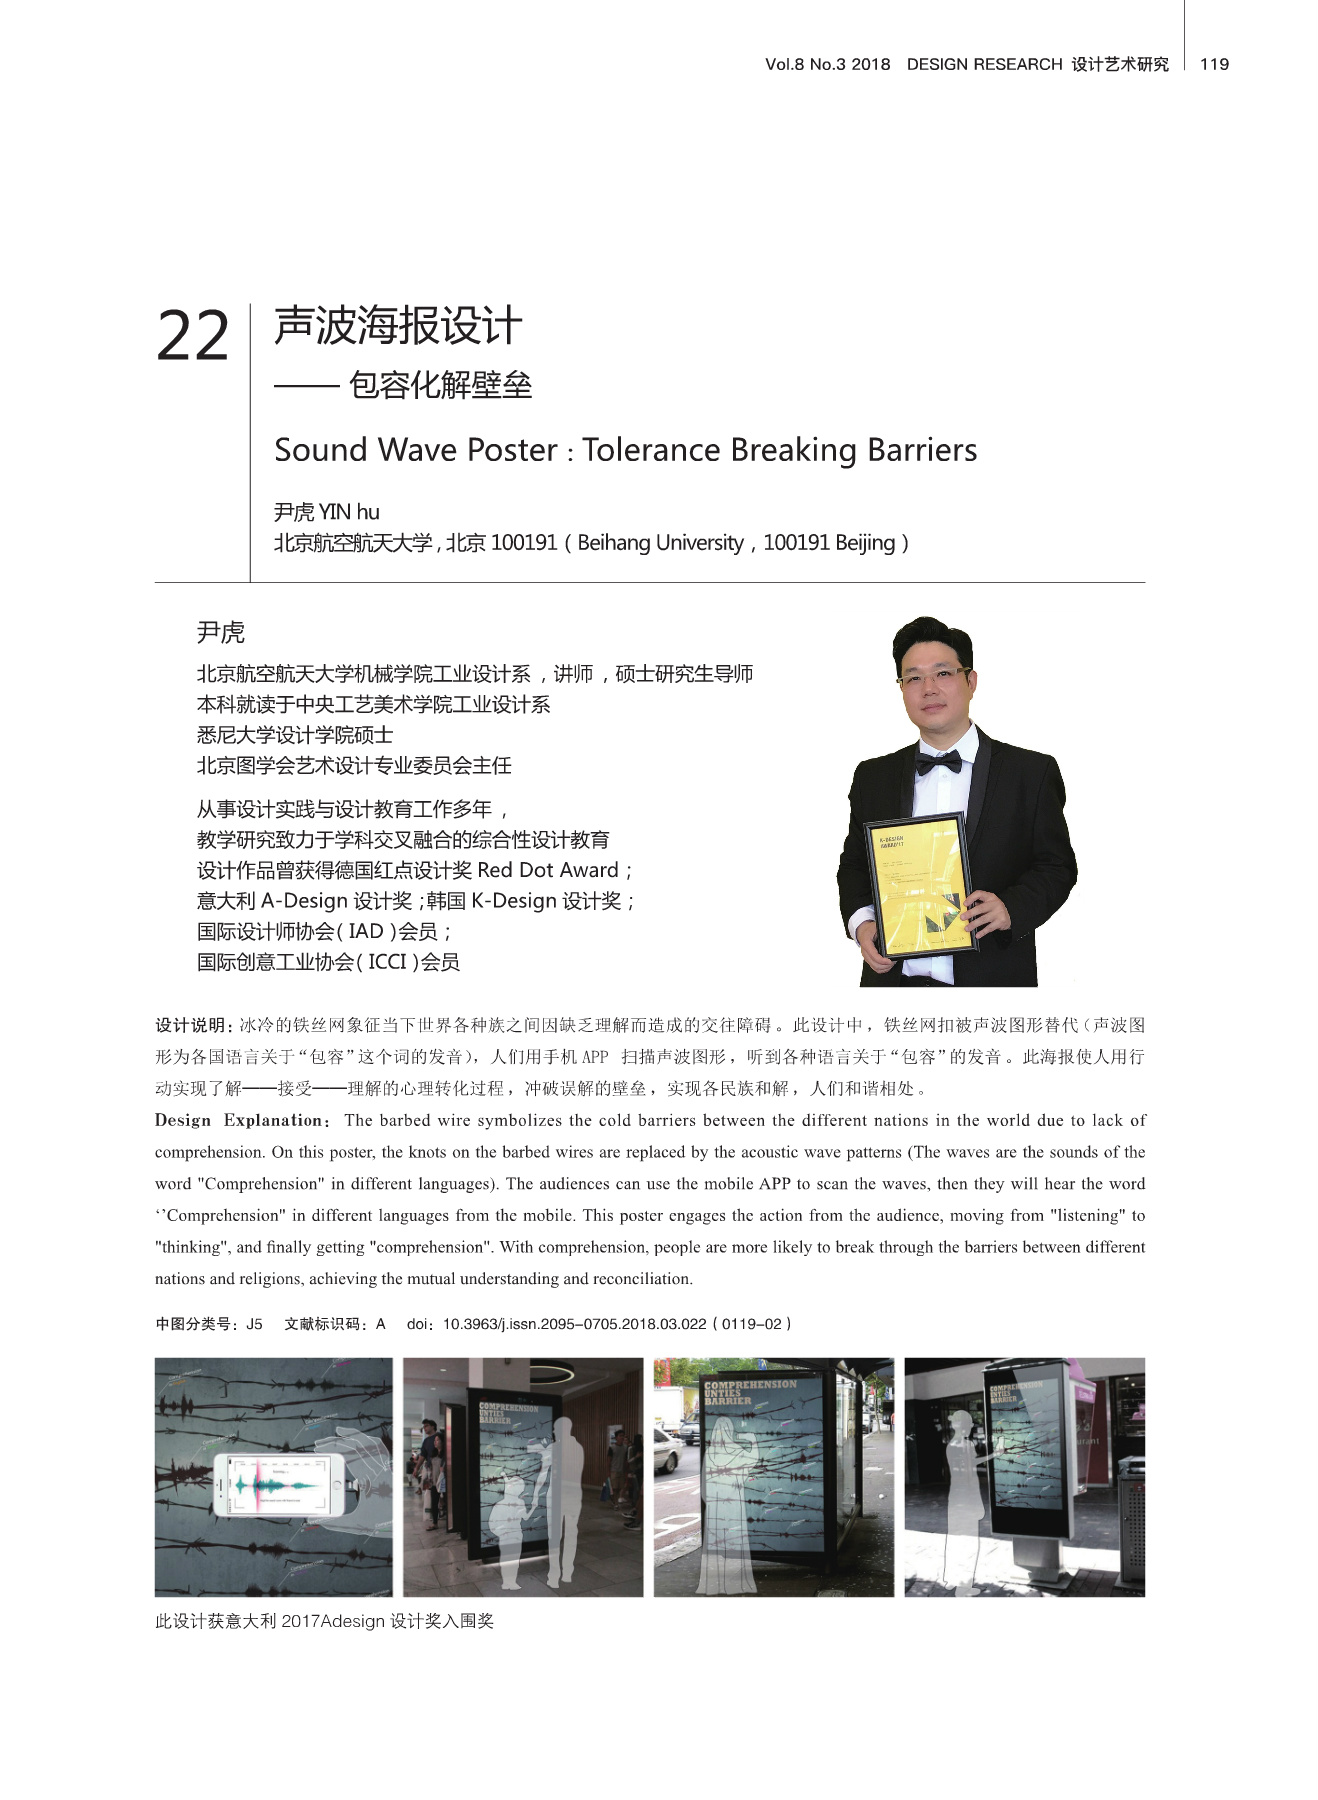 Vol.8 No.3 2018 DESIGN RESEARCH 设计艺术研究 119
22
声波海报设计
—— 包容化解壁垒
Sound Wave Poster : Tolerance Breaking Barriers
尹虎 YIN hu
北京航空航天大学 , 北京 100191 ( Beihang University , 100191 Beijing )
尹虎
北京航空航天大学机械学院工业设计系 , 讲师 , 硕士研究生导师
本科就读于中央工艺美术学院工业设计系
悉尼大学设计学院硕士
北京图学会艺术设计专业委员会主任
从事设计实践与设计教育工作多年 ,
教学研究致力于学科交叉融合的综合性设计教育
设计作品曾获得德国红点设计奖 Red Dot Award ;
意大利 A-Design 设计奖 ;韩国 K-Design 设计奖 ;
国际设计师协会( IAD )会员 ;
国际创意工业协会( ICCI )会员
K-DESIGN
AWARD'17
设计说明：冰冷的铁丝网象征当下世界各种族之间因缺乏理解而造成的交往障碍。此设计中，铁丝网扣被声波图形替代（声波图
形为各国语言关于“包容”这个词的发音），人们用手机 APP 扫描声波图形，听到各种语言关于“包容”的发音。此海报使人用行
动实现了解——接受——理解的心理转化过程，冲破误解的壁垒，实现各民族和解，人们和谐相处。
Design Explanation： The barbed wire symbolizes the cold barriers between the different nations in the world due to lack of
comprehension. On this poster, the knots on the barbed wires are replaced by the acoustic wave patterns (The waves are the sounds of the
word "Comprehension" in different languages). The audiences can use the mobile APP to scan the waves, then they will hear the word
‘’Comprehension" in different languages from the mobile. This poster engages the action from the audience, moving from "listening" to
"thinking", and finally getting "comprehension". With comprehension, people are more likely to break through the barriers between different
nations and religions, achieving the mutual understanding and reconciliation.
中图分类号：J5 文献标识码：A doi：10.3963/j.issn.2095-0705.2018.03.022（0119-02）
COMPREHENSION
UNTIES
BARRIER
COMPREHENSION
UNTIES
BARRIER
COMPREHENSION
UNTIES
BARRIER
此设计获意大利 2017Adesign 设计奖入围奖